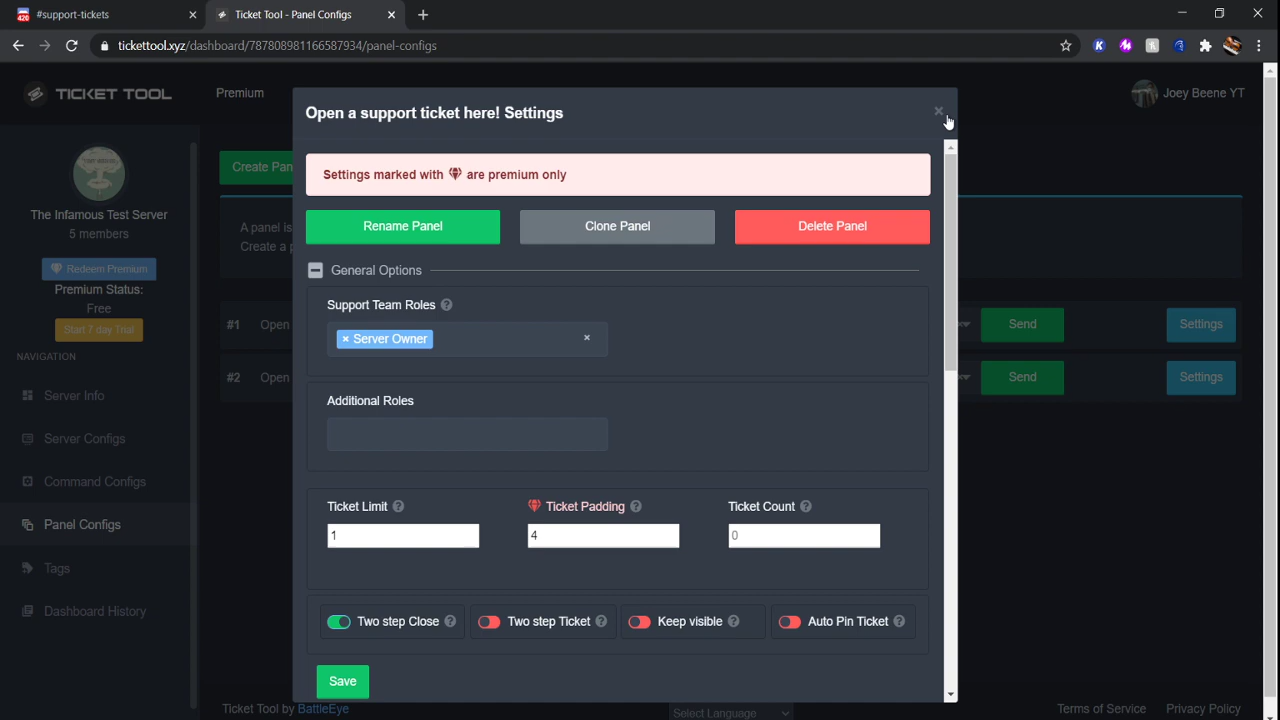 #support-tickets
Ticket Tool - Panel Configs
tickettool.xyz/dashboard/787808981166587934/panel-configs
TICKET TOOL
Premium
Joey Beene YT
The Infamous Test Server
5 members
Redeem Premium
Premium Status:
Free
Start 7 day Trial
NAVIGATION
Server Info
Server Configs
Command Configs
Panel Configs
Tags
Dashboard History
Create Pan
A panel is
Create a p
#1 Open
Send
Settings
#2 Open
Send
Settings
Open a support ticket here! Settings
Settings marked with are premium only
Rename Panel
Clone Panel
Delete Panel
General Options
Support Team Roles
× Server Owner ×
Additional Roles
Ticket Limit
Ticket Padding
Ticket Count
1
4
0
Two step Close
Two step Ticket
Keep visible
Auto Pin Ticket
Save
Ticket Tool by BattleEye
Select Language
Terms of Service
Privacy Policy